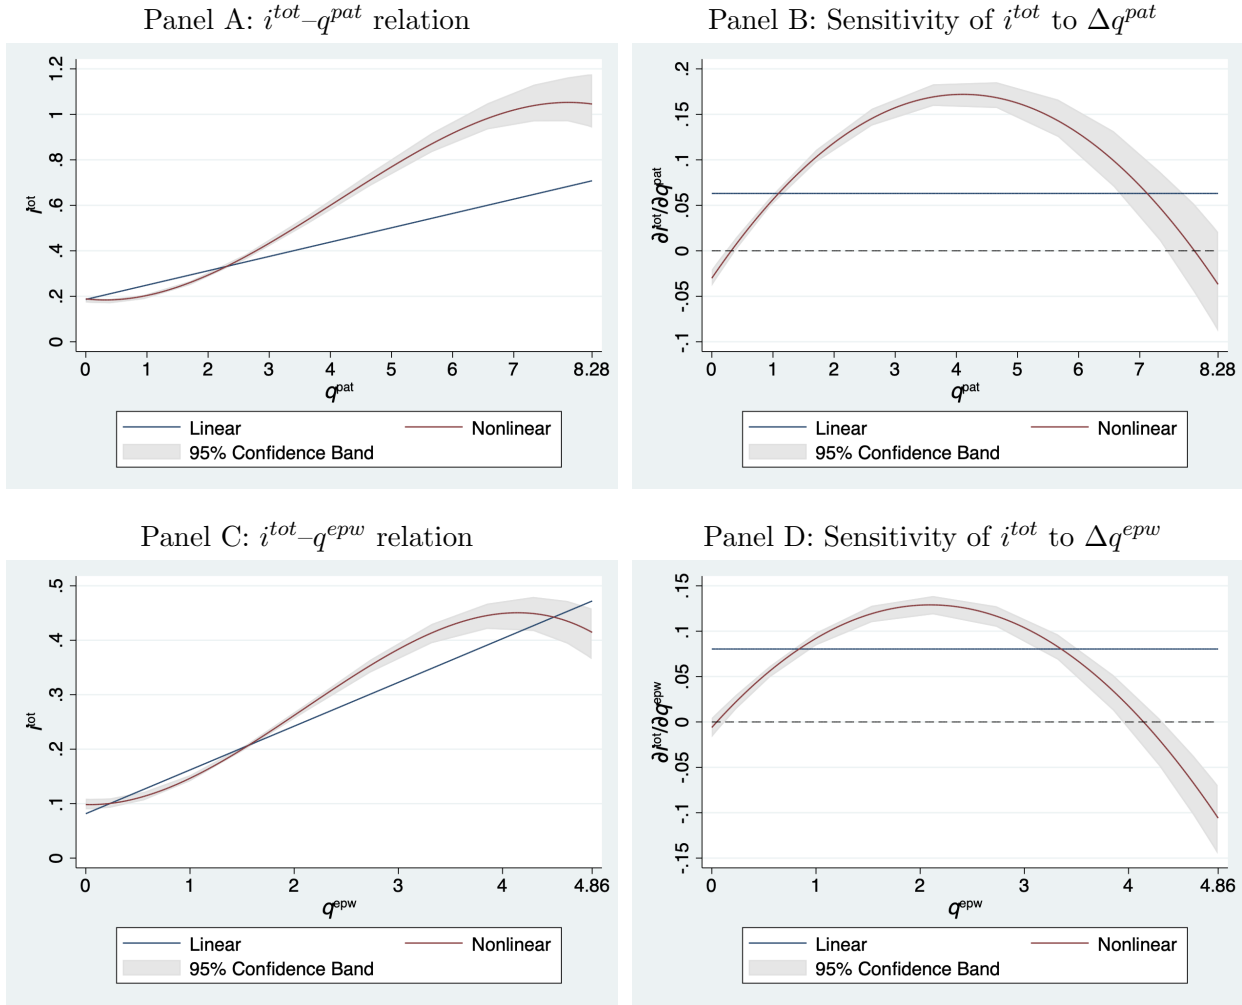 Panel A: i^{tot}–q^{pat} relation
i^{tot}
1.2
1
.8
.6
.4
.2
0
0 1 2 3 4 5 6 7 8.28
q^{pat}
Linear Nonlinear
95% Confidence Band
Panel B: Sensitivity of i^{tot} to Δq^{pat}
∂i^{tot}/∂q^{pat}
.2
.15
.1
.05
0
-.05
-.1
0 1 2 3 4 5 6 7 8.28
q^{pat}
Linear Nonlinear
95% Confidence Band
Panel C: i^{tot}–q^{epw} relation
i^{tot}
.5
.4
.3
.2
.1
0
0 1 2 3 4 4.86
q^{epw}
Linear Nonlinear
95% Confidence Band
Panel D: Sensitivity of i^{tot} to Δq^{epw}
∂i^{tot}/∂q^{epw}
.15
.1
.05
0
-.05
-.1
-.15
0 1 2 3 4 4.86
q^{epw}
Linear Nonlinear
95% Confidence Band